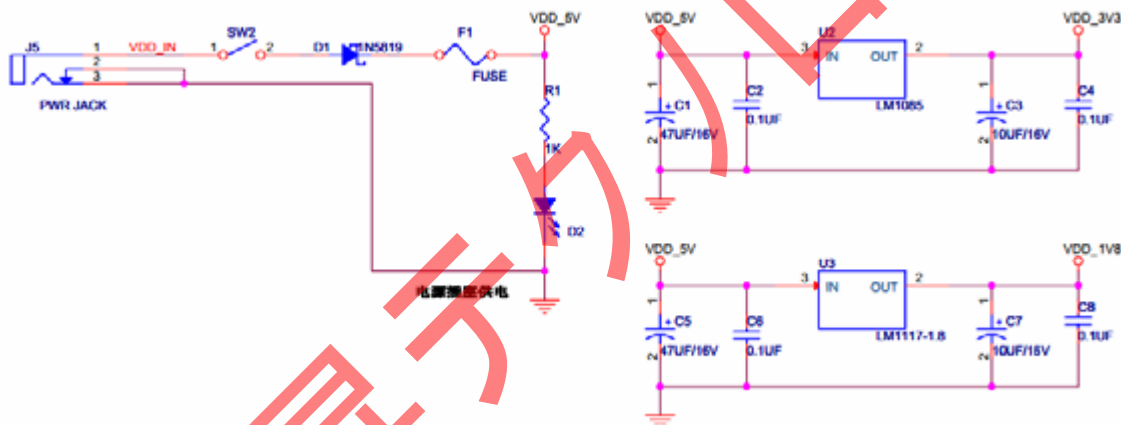 J5
1
VDD_IN
1
SW2
2
D1
1N5819
F1
FUSE
VDD_5V
2
3
PWR JACK
R1
1K
D2
电源插座供电
VDD_5V
VDD_3V3
U2
3
IN
OUT
2
LM1085
1
C1
47UF/16V
2
C2
0.1UF
1
C3
10UF/16V
2
C4
0.1UF
VDD_5V
VDD_1V8
U3
3
IN
OUT
2
LM1117-1.8
1
C5
47UF/16V
2
C6
0.1UF
1
C7
10UF/16V
2
C8
0.1UF